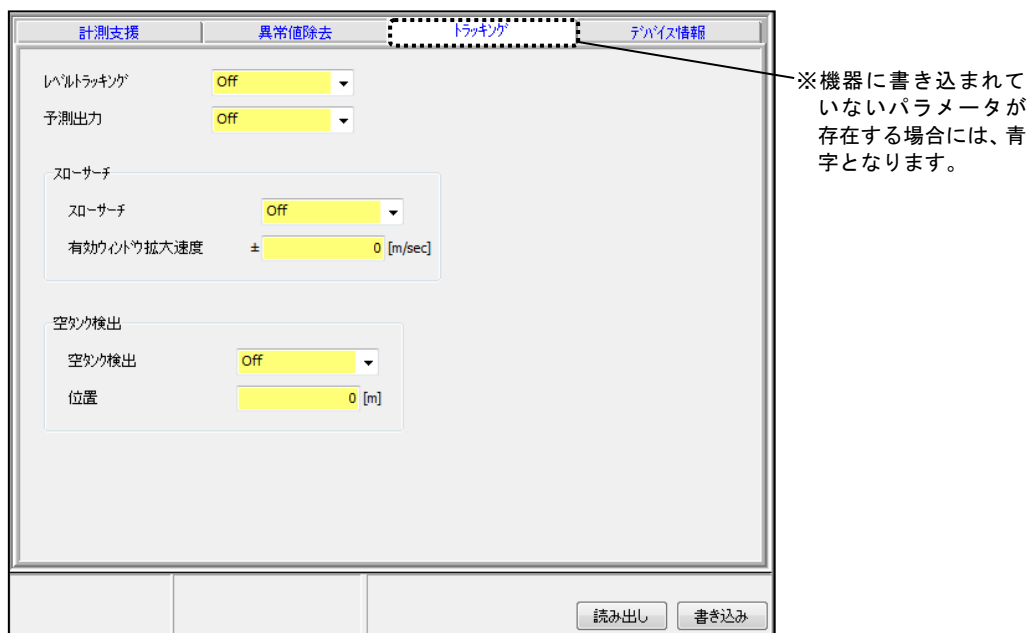 計測支援 異常値除去 トラッキング デバイス情報
レベルトラッキング Off
予測出力 Off
スローサーチ
スローサーチ Off
有効ウィンドウ拡大速度 ± 0 [m/sec]
空タンク検出
空タンク検出 Off
位置 0 [m]
読み出し 書き込み
※機器に書き込まれて
いないパラメータが
存在する場合には、青
字となります。